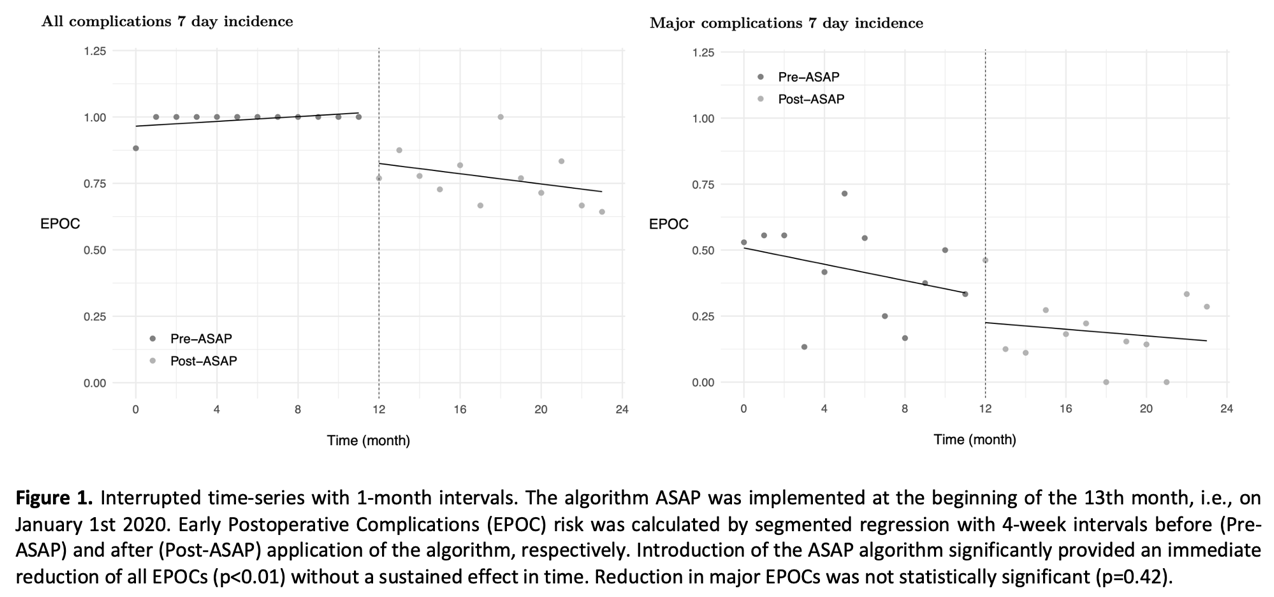 All complications 7 day incidence
1.25
1.00
0.75
EPOC
0.50
0.25
0.00
Pre−ASAP
Post−ASAP
0 4 8 12 16 20 24
Time (month)
Major complications 7 day incidence
1.25
Pre−ASAP
Post−ASAP
1.00
0.75
EPOC
0.50
0.25
0.00
0 4 8 12 16 20 24
Time (month)
Figure 1. Interrupted time-series with 1-month intervals. The algorithm ASAP was implemented at the beginning of the 13th month, i.e., on
January 1st 2020. Early Postoperative Complications (EPOC) risk was calculated by segmented regression with 4-week intervals before (Pre-
ASAP) and after (Post-ASAP) application of the algorithm, respectively. Introduction of the ASAP algorithm significantly provided an immediate
reduction of all EPOCs (p<0.01) without a sustained effect in time. Reduction in major EPOCs was not statistically significant (p=0.42).